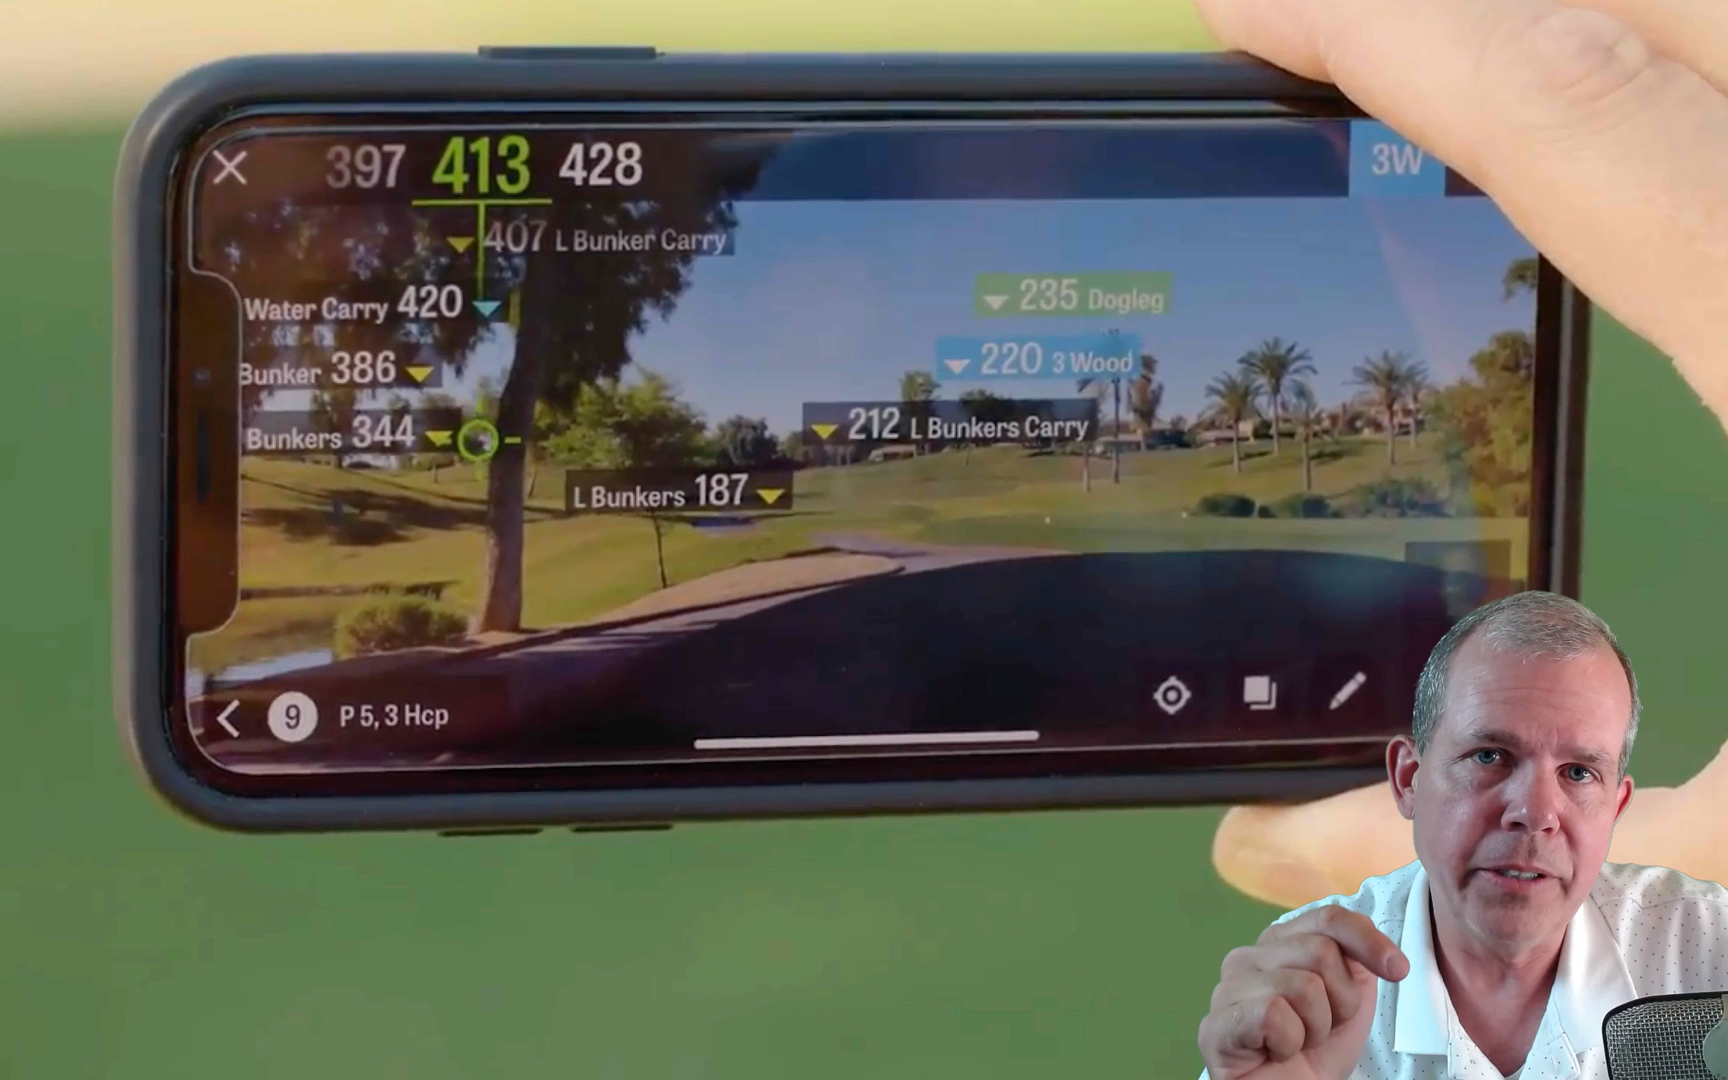 397 413 428
3W
407 L Bunker Carry
Water Carry 420
235 Dogleg
Bunker 386
220 3 Wood
Bunkers 344
212 L Bunkers Carry
L Bunkers 187
9 P 5, 3 Hcp